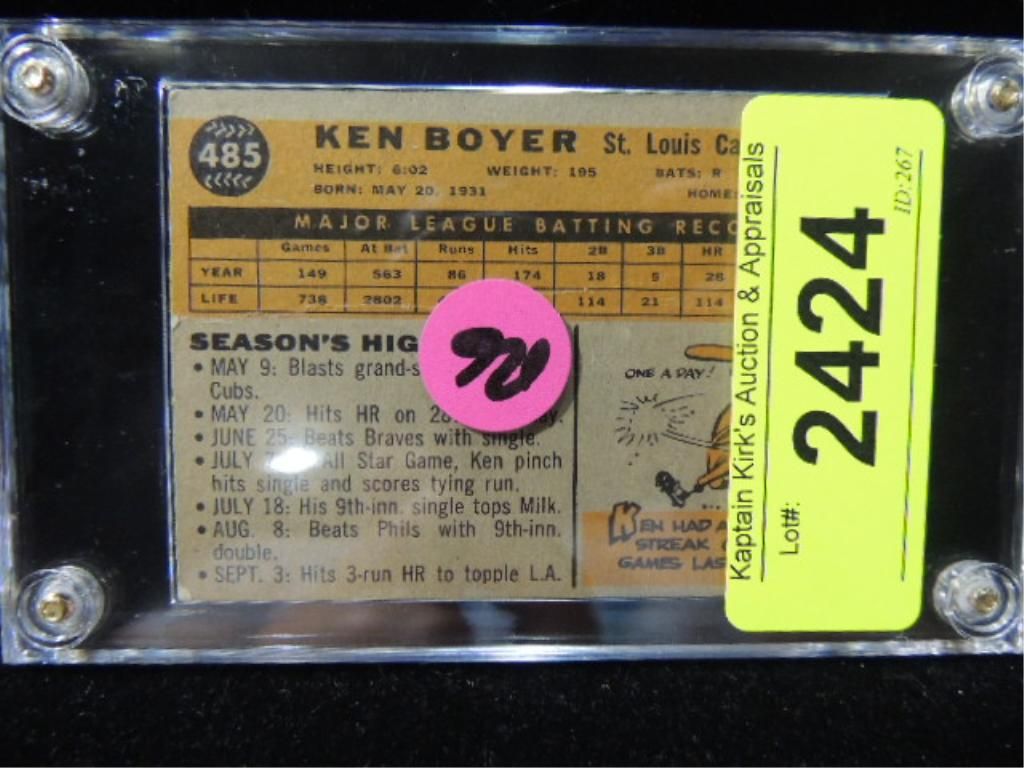 485
KEN BOYER St. Louis Ca
HEIGHT: 6:02 WEIGHT: 195 BATS: R
BORN: MAY 20, 1931 HOME:
MAJOR LEAGUE BATTING RECO
Games At Bat Runs Hits 2B 3B HR
YEAR 149 563 86 174 18 5 28
LIFE 738 2802 114 21 114
SEASON'S HIG
• MAY 9: Blasts grand-s
Cubs.
• MAY 20: Hits HR on 28
• JUNE 25: Beats Braves with single.
• JULY 7: All Star Game, Ken pinch
hits single and scores tying run.
• JULY 18: His 9th-inn. single tops Milk.
• AUG. 8: Beats Phils with 9th-inn.
double.
• SEPT. 3: Hits 3-run HR to topple L.A.
ONE A DAY!
KEN HAD A
STREAK
GAMES LAS
Kaptain Kirk's Auction & Appraisals
Lot#:
2424
ID:267